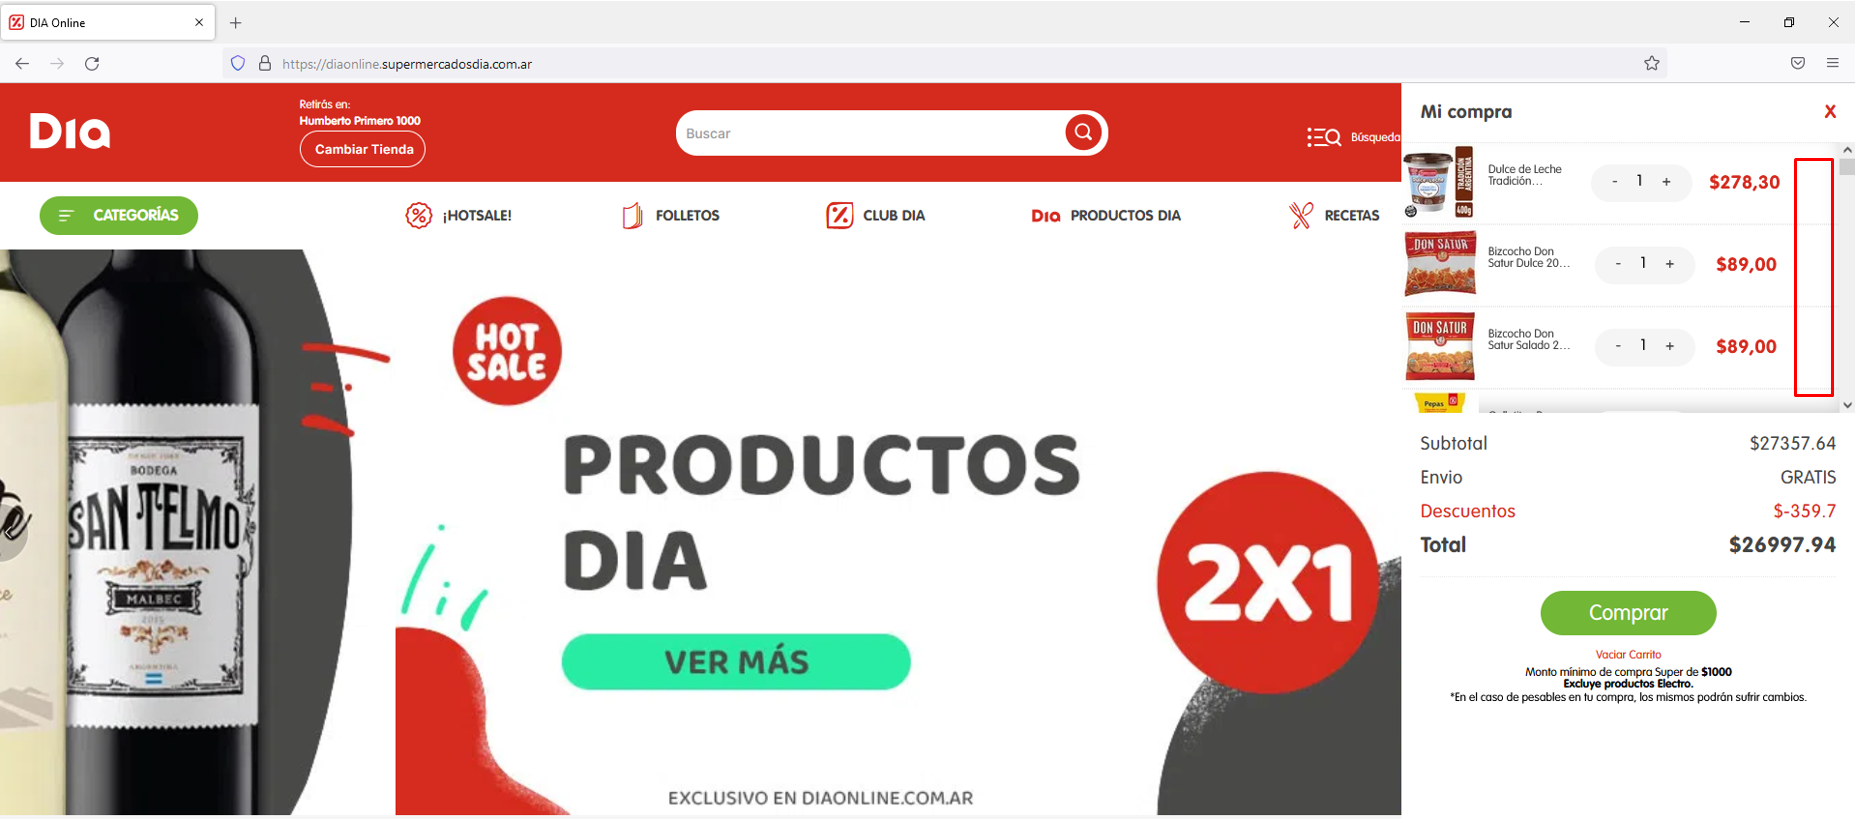 DIA Online
https://diaonline.supermercadosdia.com.ar
Dia
Retirás en:
Humberto Primero 1000
Cambiar Tienda
Buscar
Búsqueda
CATEGORÍAS
¡HOTSALE!
FOLLETOS
CLUB DIA
Dia PRODUCTOS DIA
RECETAS
HOT
SALE
PRODUCTOS
DIA
VER MÁS
2X1
EXCLUSIVO EN DIAONLINE.COM.AR
BODEGA
SAN TELMO
MALBEC
2015
ARGENTINA
Mi compra
X
TRADICIÓN
ARGENTINA
400g
Dulce de Leche
Tradición...
- 1 +
$278,30
DON SATUR
Bizcocho Don
Satur Dulce 20...
- 1 +
$89,00
DON SATUR
Bizcocho Don
Satur Salado 2...
- 1 +
$89,00
Pepas
Subtotal $27357.64
Envio GRATIS
Descuentos $-359.7
Total $26997.94
Comprar
Vaciar Carrito
Monto mínimo de compra Super de $1000
Excluye productos Electro.
*En el caso de pesables en tu compra, los mismos podrán sufrir cambios.